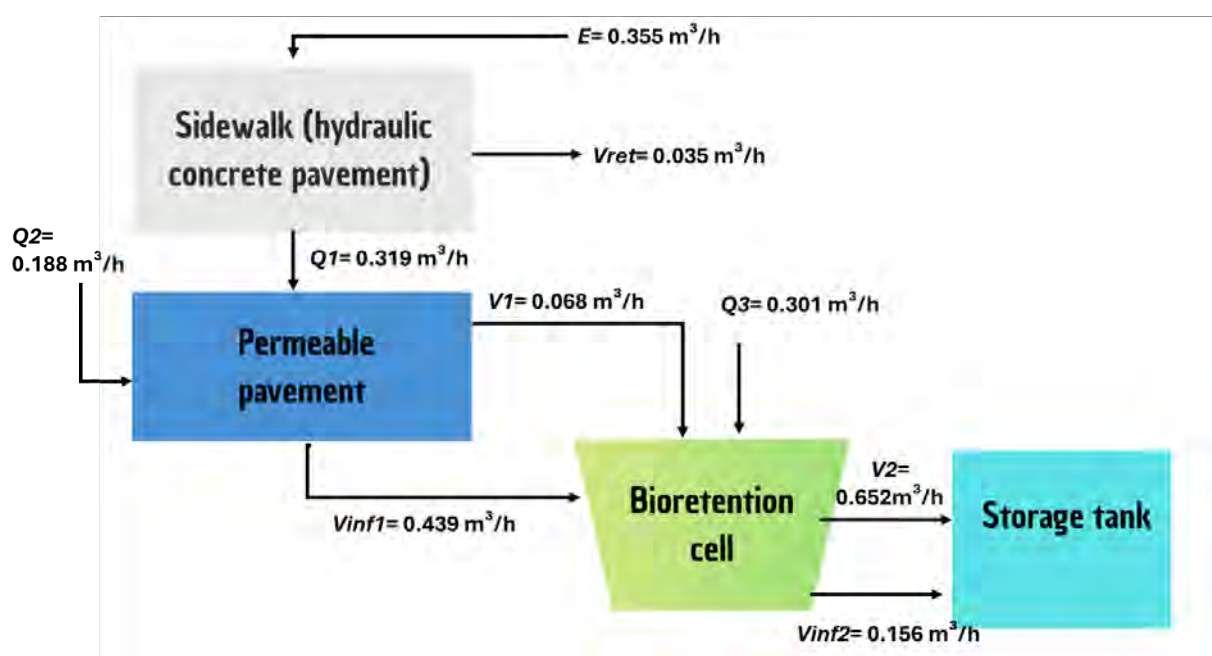 E= 0.355 m³/h
Sidewalk (hydraulic
concrete pavement)
Vret= 0.035 m³/h
Q2=
0.188 m³/h
Q1= 0.319 m³/h
V1= 0.068 m³/h
Q3= 0.301 m³/h
Permeable
pavement
Vinf1= 0.439 m³/h
Bioretention
cell
V2=
0.652m³/h
Storage tank
Vinf2= 0.156 m³/h